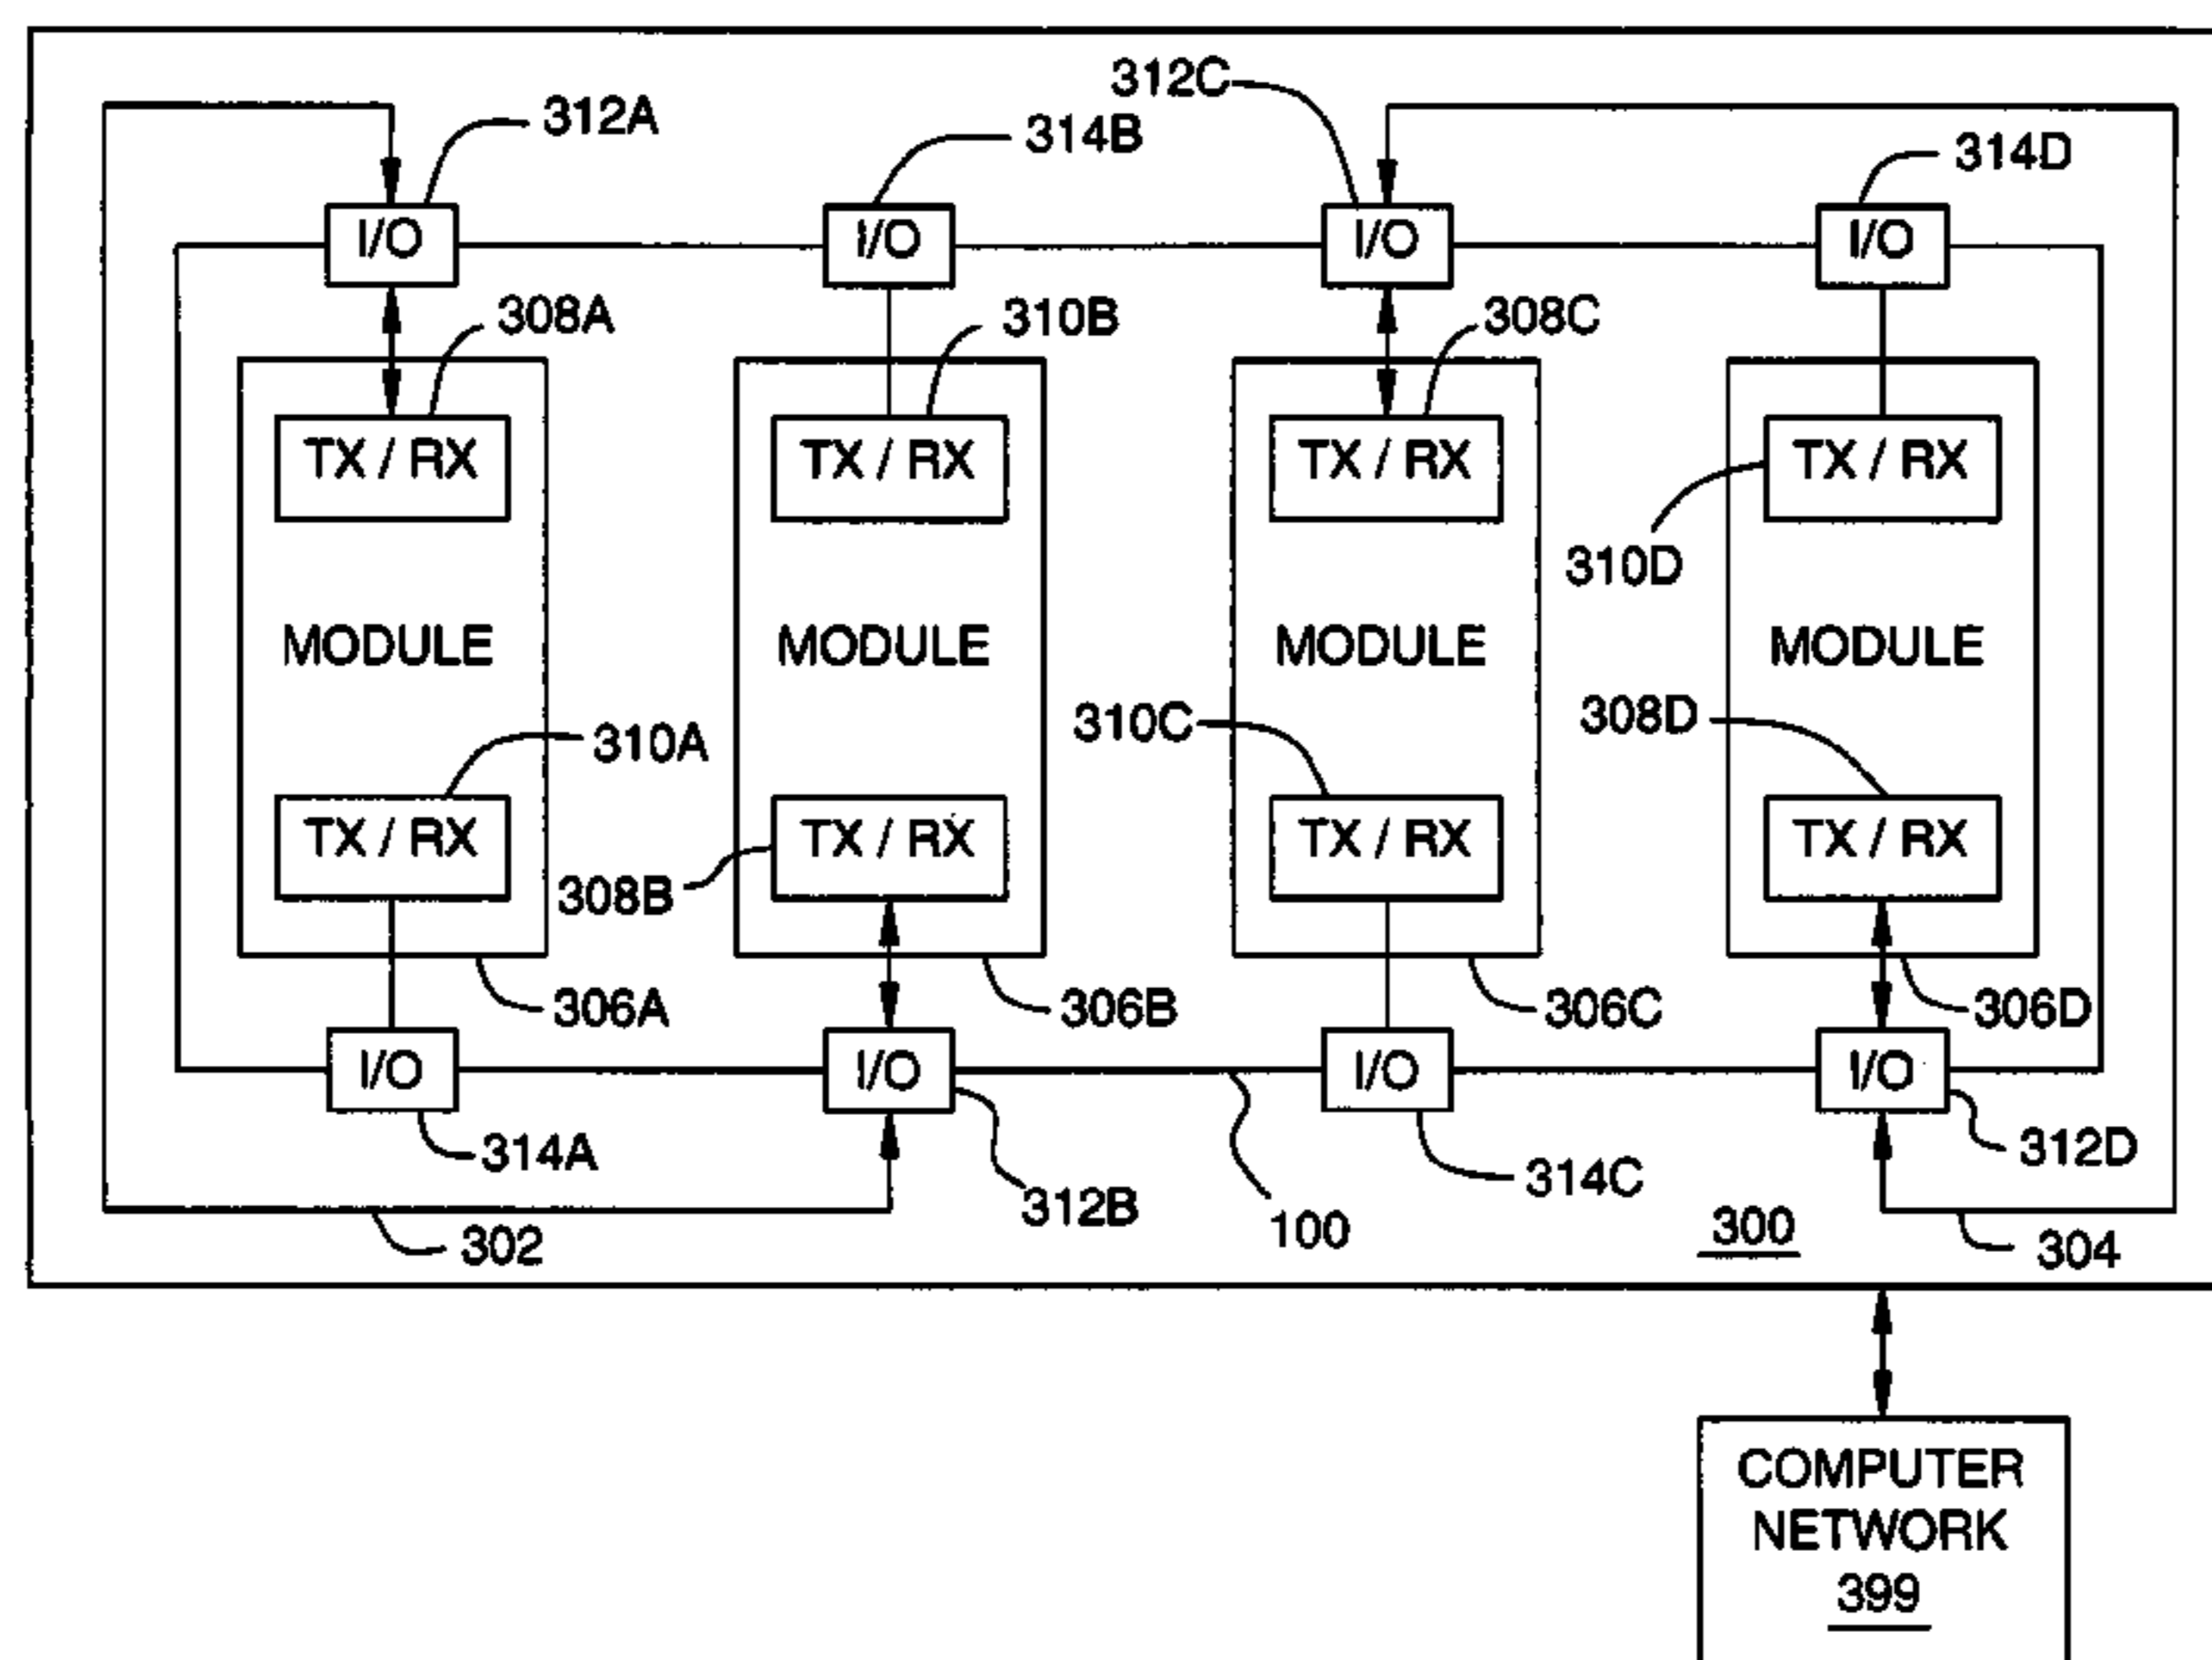 312C
312A
314B
314D
I/O
I/O
I/O
I/O
308A
310B
308C
TX / RX
TX / RX
TX / RX
TX / RX
310D
MODULE
MODULE
MODULE
MODULE
310A
310C
308D
TX / RX
TX / RX
TX / RX
TX / RX
308B
306A
306B
306C
306D
I/O
I/O
I/O
I/O
314A
312B
314C
312D
302
100
300
304
COMPUTER
NETWORK
399